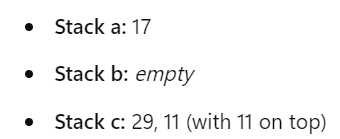 • Stack a: 17
• Stack b: empty
• Stack c: 29, 11 (with 11 on top)